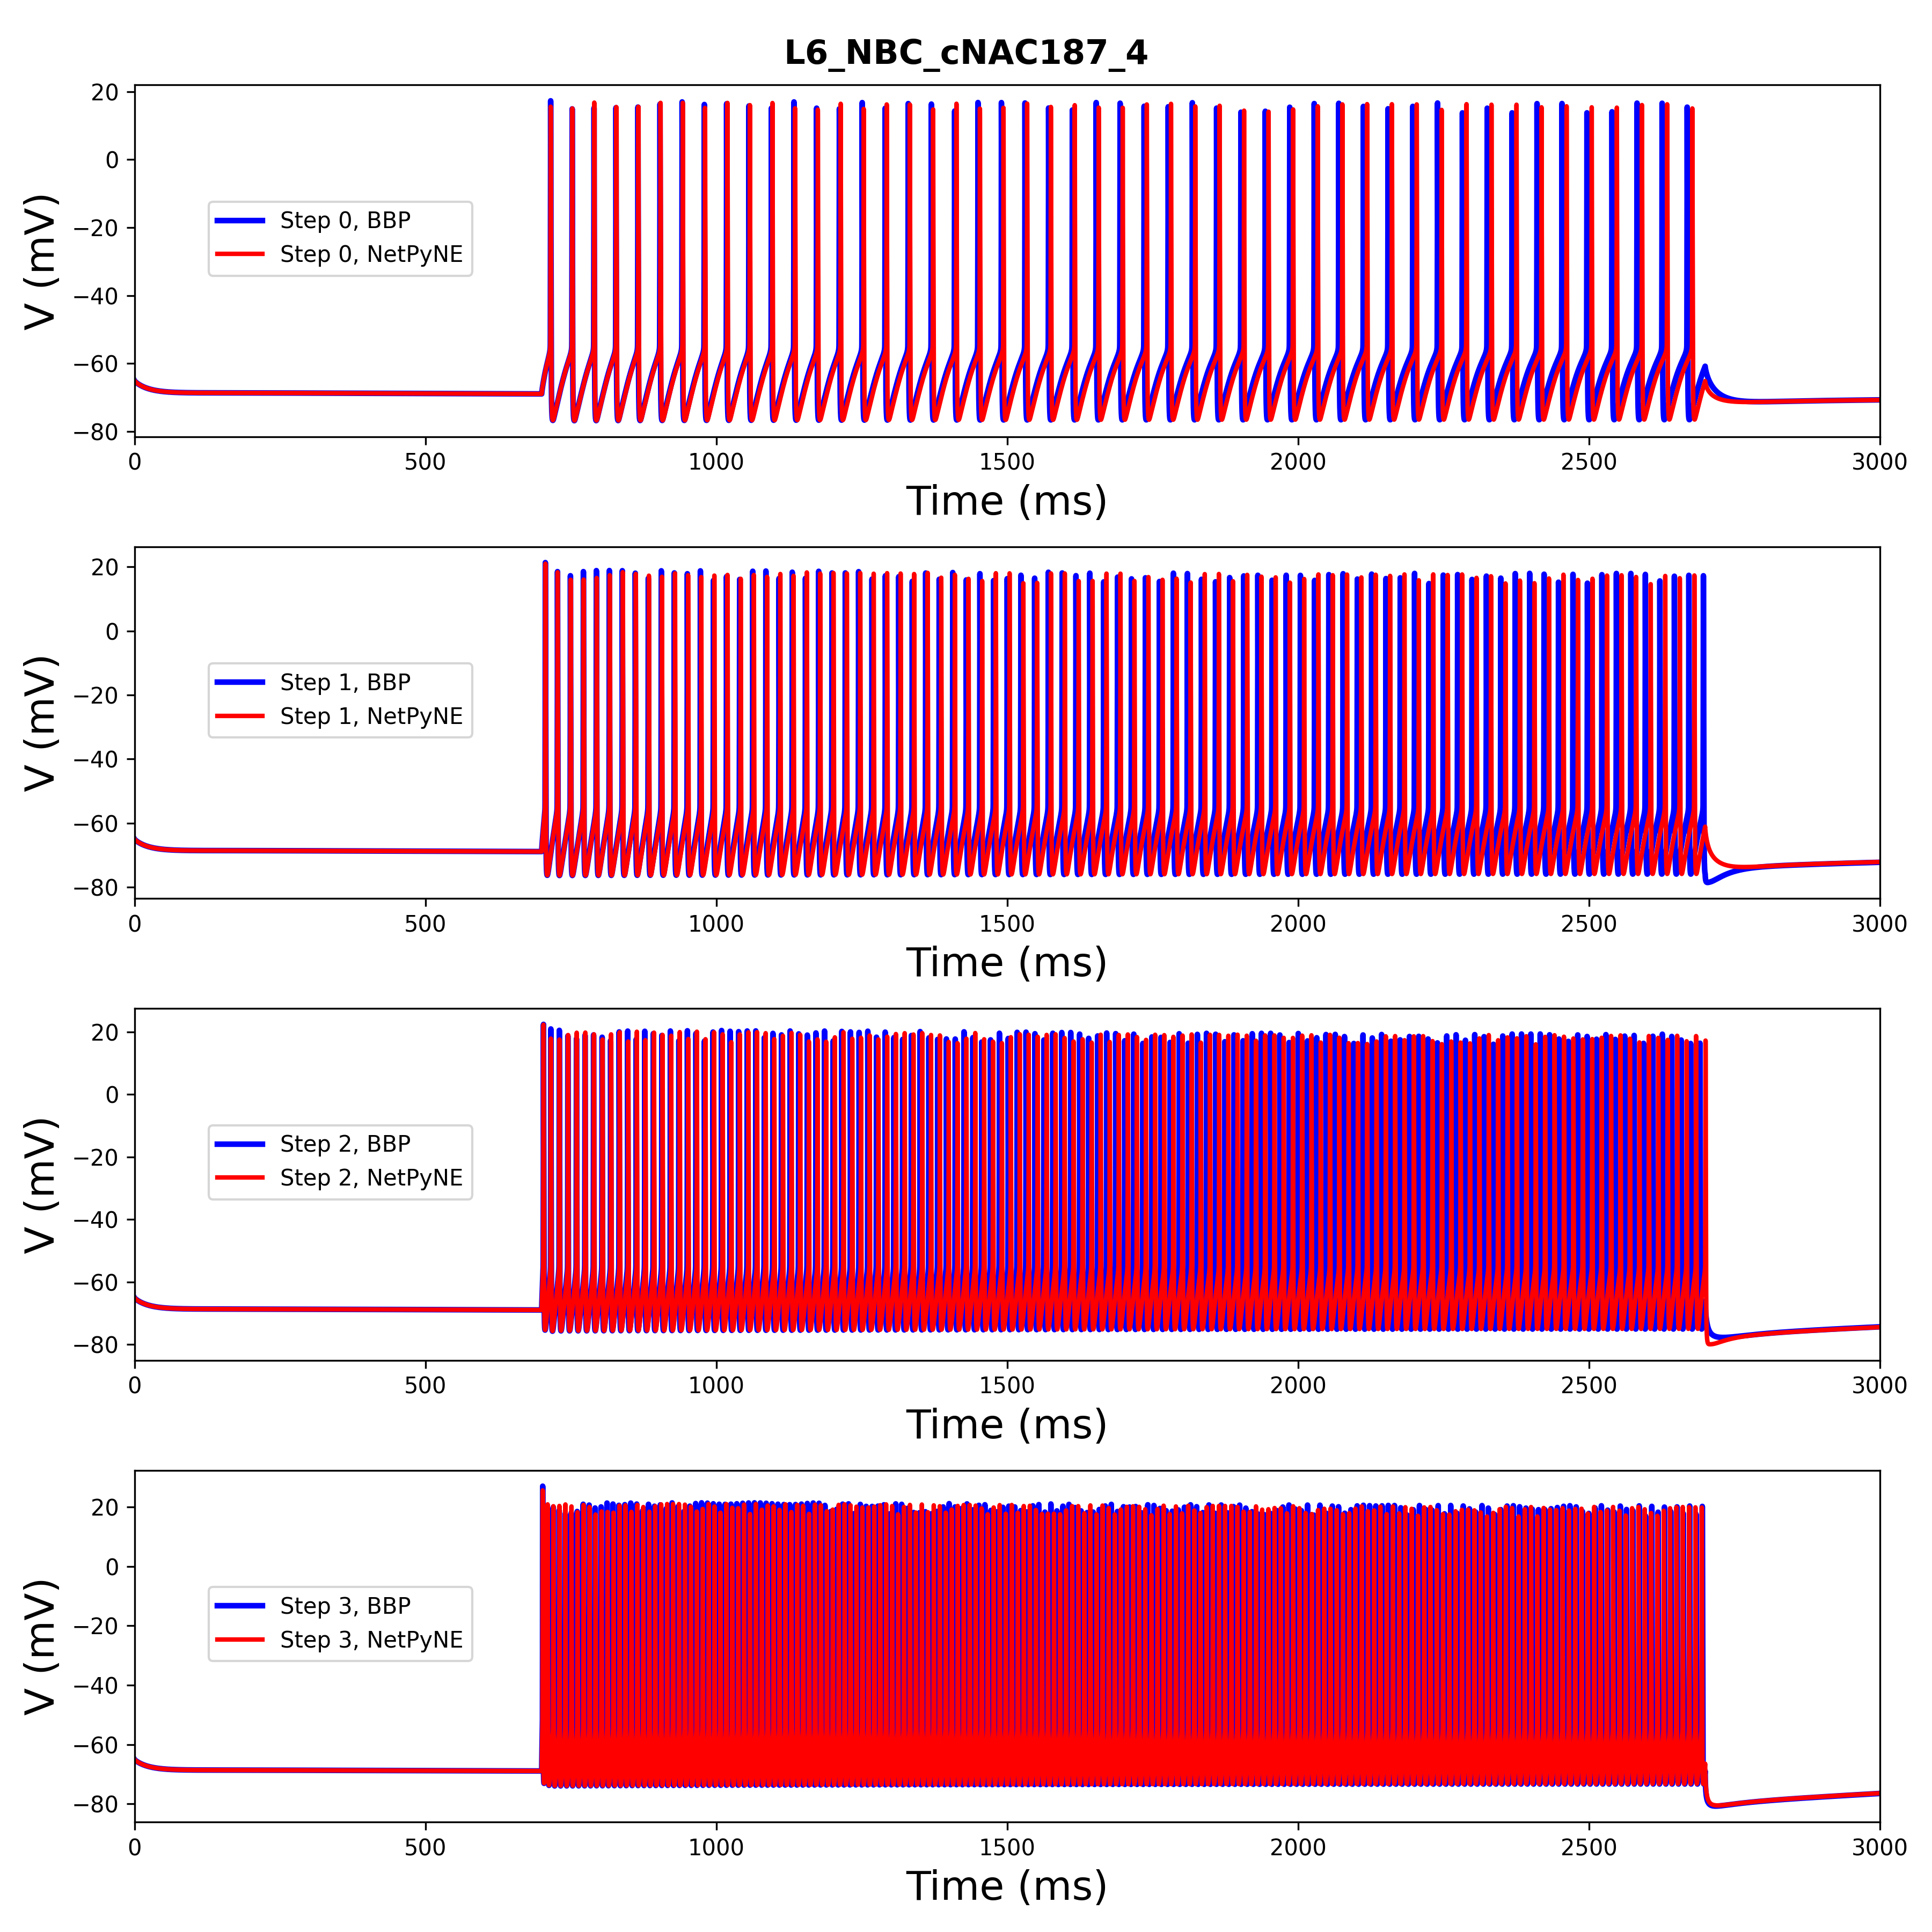 L6_NBC_cNAC187_4
20
0
−20
−40
−60
−80
V (mV)
Step 0, BBP
Step 0, NetPyNE
0 500 1000 1500 2000 2500 3000
Time (ms)
20
0
−20
−40
−60
−80
V (mV)
Step 1, BBP
Step 1, NetPyNE
0 500 1000 1500 2000 2500 3000
Time (ms)
20
0
−20
−40
−60
−80
V (mV)
Step 2, BBP
Step 2, NetPyNE
0 500 1000 1500 2000 2500 3000
Time (ms)
20
0
−20
−40
−60
−80
V (mV)
Step 3, BBP
Step 3, NetPyNE
0 500 1000 1500 2000 2500 3000
Time (ms)